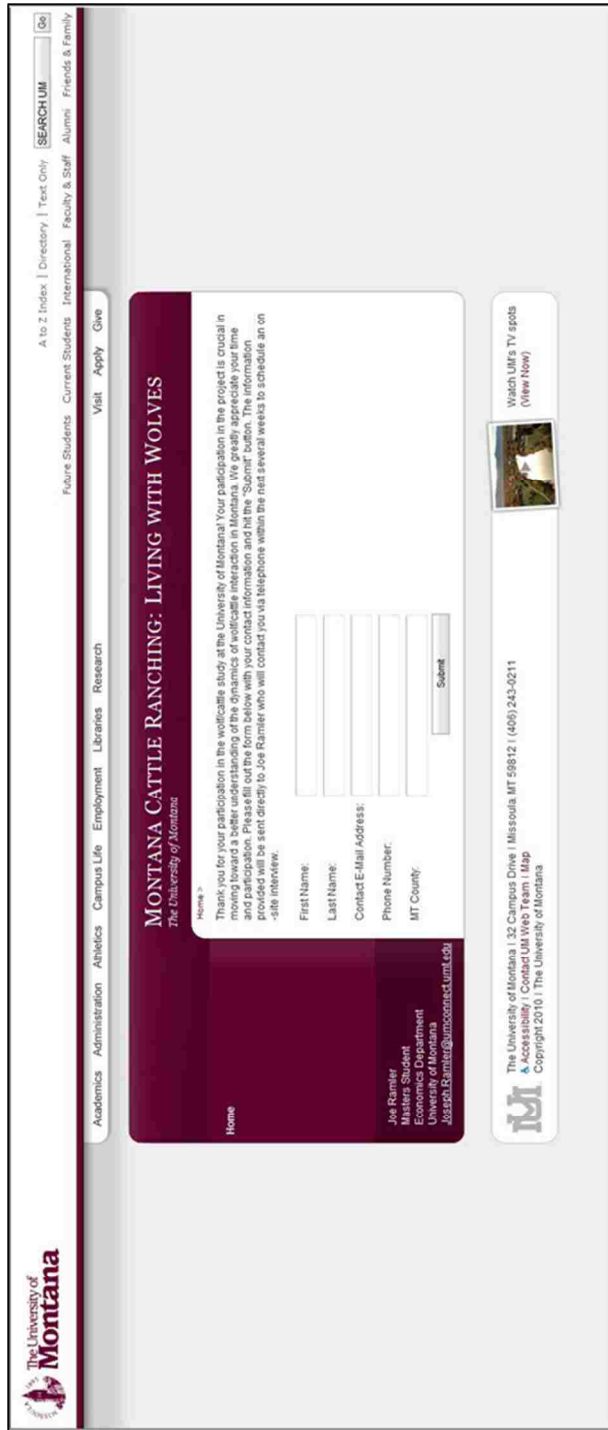 The University of
Montana
A to Z Index | Directory | Text Only
SEARCH UM
Go
Future Students Current Students International Faculty & Staff Alumni Friends & Family
Academics Administration Athletics Campus Life Employment Libraries Research
Visit Apply Give
MONTANA CATTLE RANCHING: LIVING WITH WOLVES
The University of Montana
Home
Home >
Thank you for your participation in the wolf/cattle study at the University of Montana! Your participation in the project is crucial in
moving toward a better understanding of the dynamics of wolf/cattle interaction in Montana. We greatly appreciate your time
and participation. Please fill out the form below with your contact information and hit the "Submit" button. The information
provided will be sent directly to Joe Ramler who will contact you via telephone within the next several weeks to schedule an on
-site interview.
First Name:
Last Name:
Contact E-Mail Address:
Phone Number:
MT County:
Submit
Joe Ramler
Masters Student
Economics Department
University of Montana
Joseph.Ramler@umconnect.umt.edu
The University of Montana | 32 Campus Drive | Missoula, MT 59812 | (406) 243-0211
Accessibility | Contact UM Web Team | Map
Copyright 2010 | The University of Montana
Watch UM's TV spots
(View Now)